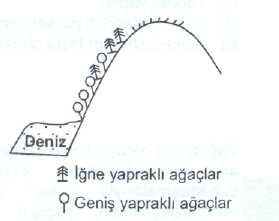 Deniz
İğne yapraklı ağaçlar
Geniş yapraklı ağaçlar